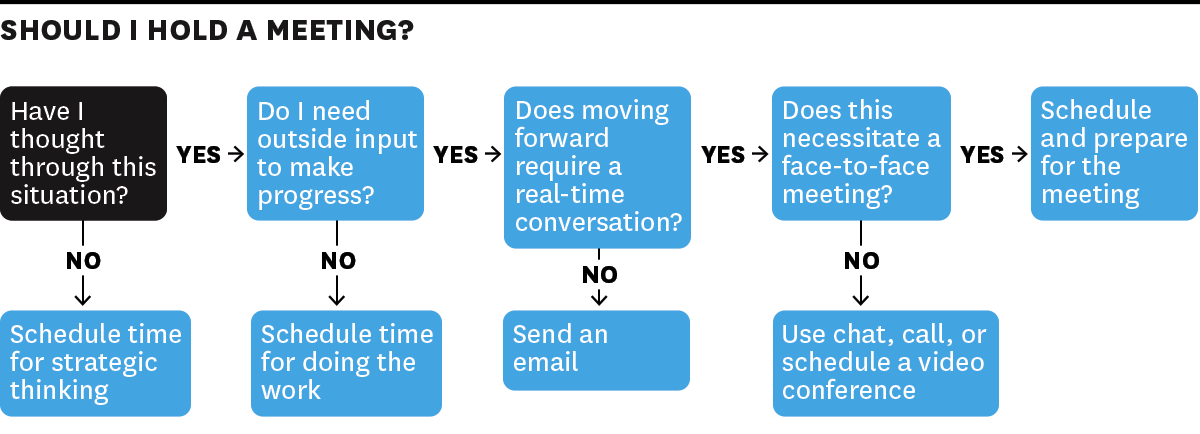 SHOULD I HOLD A MEETING?
Have I
thought
through this
situation?
YES →
Do I need
outside input
to make
progress?
YES →
Does moving
forward
require a
real-time
conversation?
YES →
Does this
necessitate a
face-to-face
meeting?
YES →
Schedule
and prepare
for the
meeting
NO
NO
NO
NO
Schedule time
for strategic
thinking
Schedule time
for doing the
work
Send an
email
Use chat, call, or
schedule a video
conference